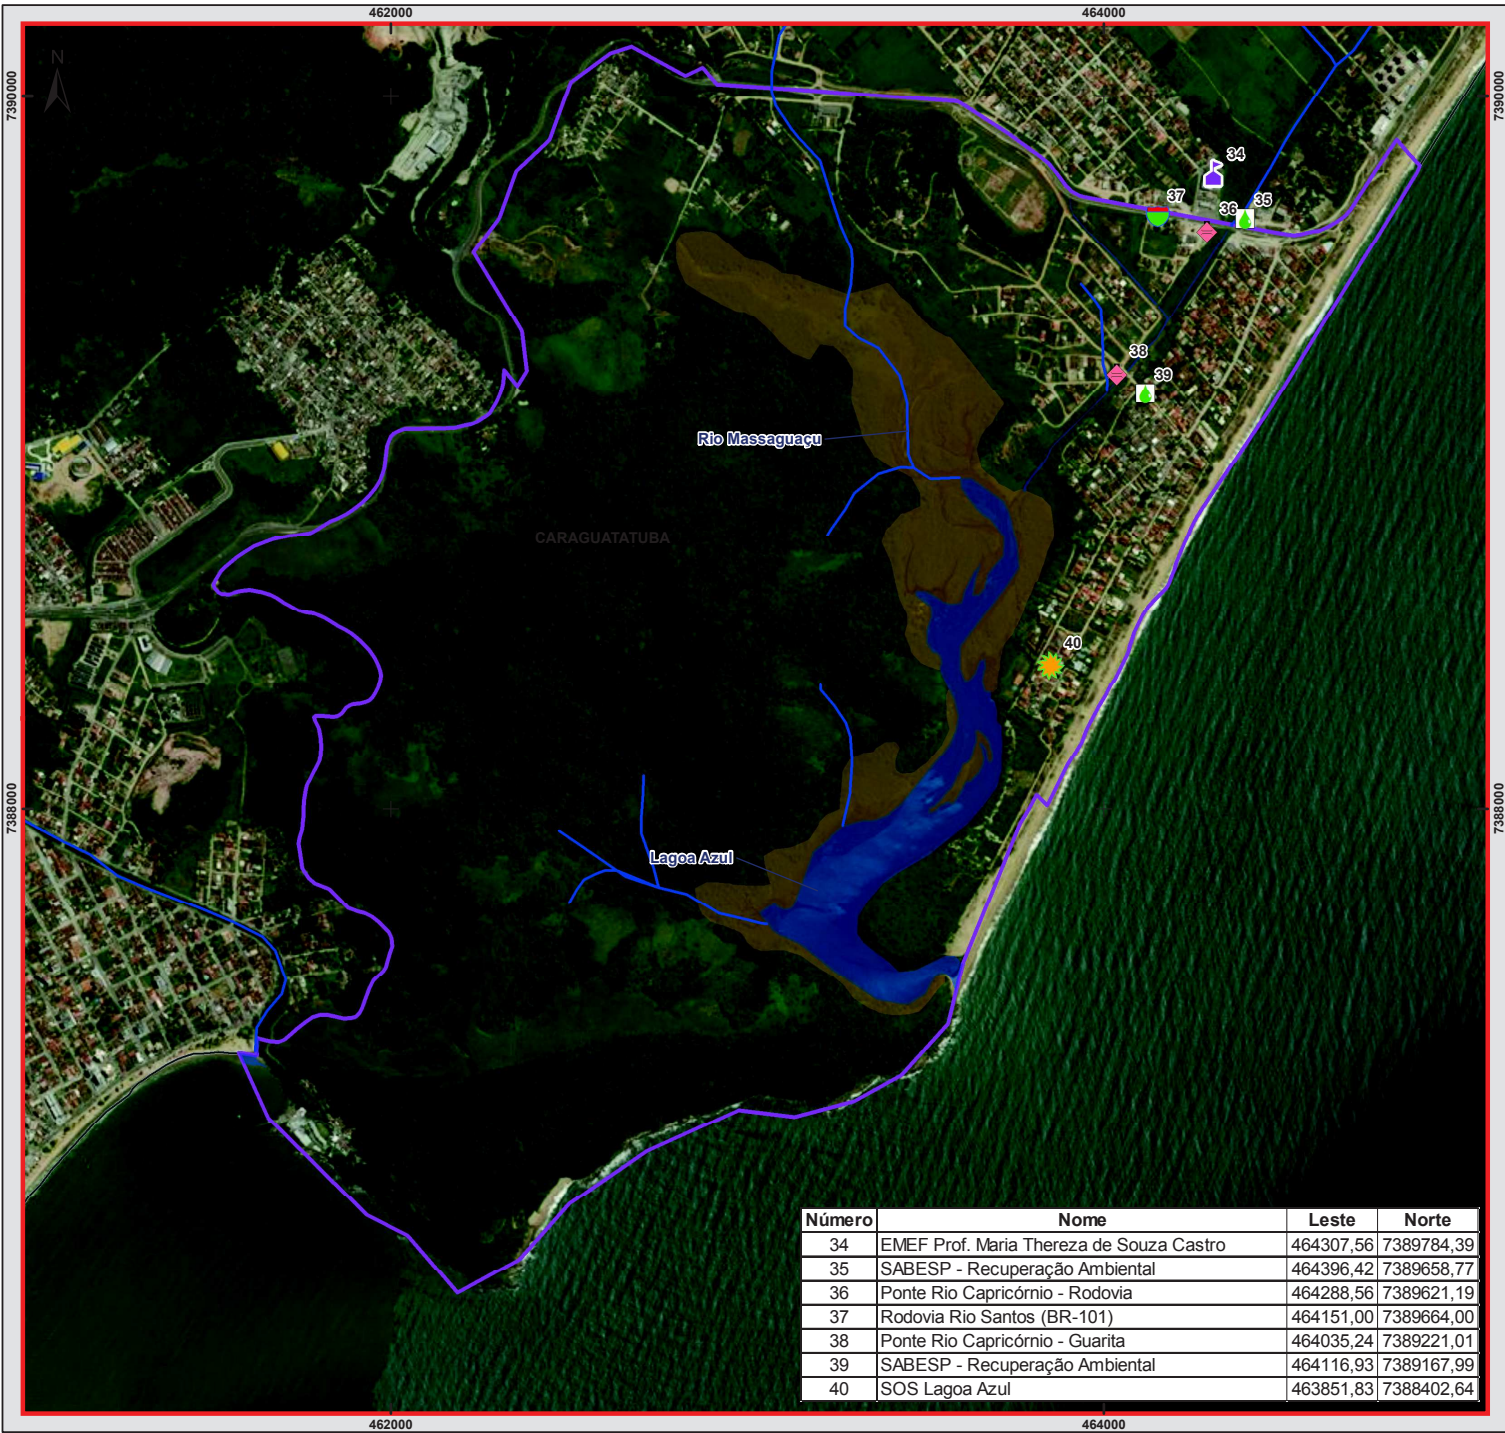 462000 464000
7390000 7390000
N
34
37 36 35
38
39
Rio Massaguaçu
CARAGUATATUBA
40
7388000 7388000
Lagoa Azul
Número Nome Leste Norte
34 EMEF Prof. Maria Thereza de Souza Castro 464307,56 7389784,39
35 SABESP - Recuperação Ambiental 464396,42 7389658,77
36 Ponte Rio Capricórnio - Rodovia 464288,56 7389621,19
37 Rodovia Rio Santos (BR-101) 464151,00 7389664,00
38 Ponte Rio Capricórnio - Guarita 464035,24 7389221,01
39 SABESP - Recuperação Ambiental 464116,93 7389167,99
40 SOS Lagoa Azul 463851,83 7388402,64
462000 464000